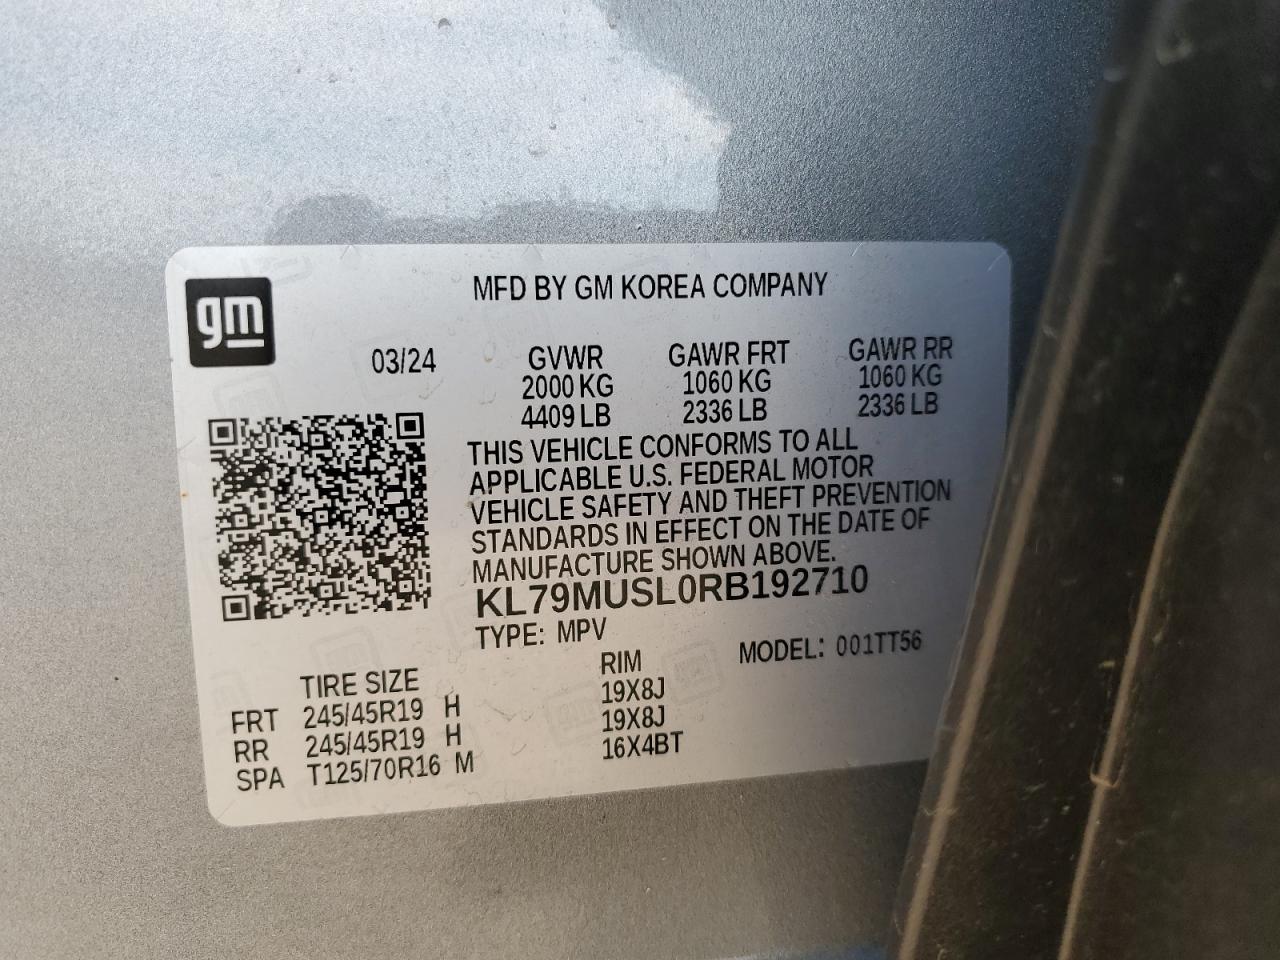 gm
MFD BY GM KOREA COMPANY
03/24 GVWR GAWR FRT GAWR RR
2000 KG 1060 KG 1060 KG
4409 LB 2336 LB 2336 LB
THIS VEHICLE CONFORMS TO ALL
APPLICABLE U.S. FEDERAL MOTOR
VEHICLE SAFETY AND THEFT PREVENTION
STANDARDS IN EFFECT ON THE DATE OF
MANUFACTURE SHOWN ABOVE.
KL79MUSL0RB192710
TYPE: MPV MODEL: 001TT56
TIRE SIZE RIM
FRT 245/45R19 H 19X8J
RR 245/45R19 H 19X8J
SPA T125/70R16 M 16X4BT